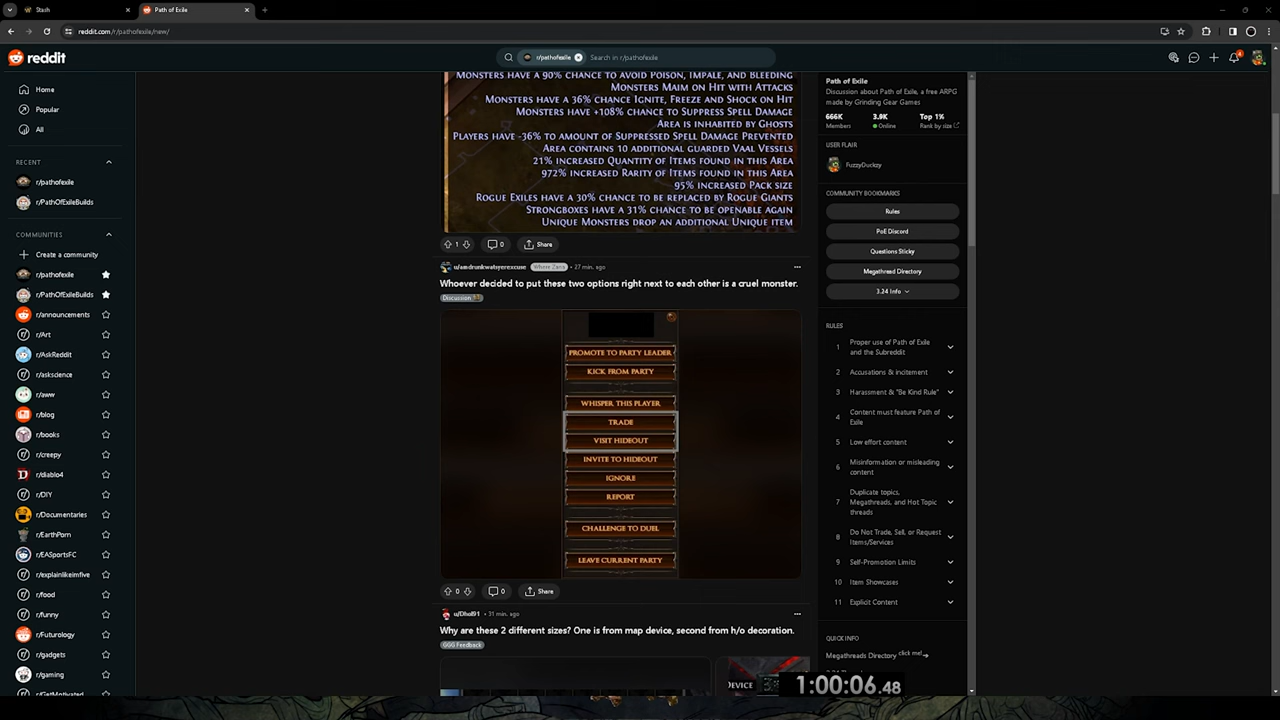 Stash
Path of Exile
reddit.com/r/pathofexile/new/
reddit
r/pathofexile
Search in r/pathofexile
Home
Popular
All
RECENT
r/pathofexile
r/PathOfExileBuilds
COMMUNITIES
Create a community
r/pathofexile
r/PathOfExileBuilds
r/announcements
r/Art
r/AskReddit
r/askscience
r/aww
r/blog
r/books
r/creepy
r/diablo4
r/DIY
r/Documentaries
r/EarthPorn
r/EASportsFC
r/explainlikeimfive
r/food
r/funny
r/Futurology
r/gadgets
r/gaming
r/GetMotivated
MONSTERS HAVE A 90% CHANCE TO AVOID POISON, IMPALE, AND BLEEDING
MONSTERS MAIM ON HIT WITH ATTACKS
MONSTERS HAVE A 36% CHANCE IGNITE, FREEZE AND SHOCK ON HIT
MONSTERS HAVE +108% CHANCE TO SUPPRESS SPELL DAMAGE
AREA IS INHABITED BY GHOSTS
PLAYERS HAVE -36% TO AMOUNT OF SUPPRESSED SPELL DAMAGE PREVENTED
AREA CONTAINS 10 ADDITIONAL GUARDED VAAL VESSELS
21% INCREASED QUANTITY OF ITEMS FOUND IN THIS AREA
972% INCREASED RARITY OF ITEMS FOUND IN THIS AREA
95% INCREASED PACK SIZE
ROGUE EXILES HAVE A 30% CHANCE TO BE REPLACED BY ROGUE GIANTS
STRONGBOXES HAVE A 31% CHANCE TO BE OPENABLE AGAIN
UNIQUE MONSTERS DROP AN ADDITIONAL UNIQUE ITEM
1 0 Share
Where Zana • 27 min. ago
Whoever decided to put these two options right next to each other is a cruel monster.
Discussion
PROMOTE TO PARTY LEADER
KICK FROM PARTY
WHISPER THIS PLAYER
TRADE
VISIT HIDEOUT
INVITE TO HIDEOUT
IGNORE
REPORT
CHALLENGE TO DUEL
LEAVE CURRENT PARTY
0 0 Share
u/Dhol91 • 31 min. ago
Why are these 2 different sizes? One is from map device, second from h/o decoration.
GGG Feedback
DEVICE
1:00:06.48
Path of Exile
Discussion about Path of Exile, a free ARPG
made by Grinding Gear Games
666K 3.9K Top 1%
Members Online Rank by size
USER FLAIR
FuzzyDuckzy
COMMUNITY BOOKMARKS
Rules
PoE Discord
Questions Sticky
Megathread Directory
3.24 Info
RULES
1 Proper use of Path of Exile
and the Subreddit
2 Accusations & incitement
3 Harassment & "Be Kind Rule"
4 Content must feature Path of
Exile
5 Low effort content
6 Misinformation or misleading
content
7 Duplicate topics,
Megathreads, and Hot Topic
threads
8 Do Not Trade, Sell, or Request
Items/Services
9 Self-Promotion Limits
10 Item Showcases
11 Explicit Content
QUICK INFO
Megathreads Directory click me!→